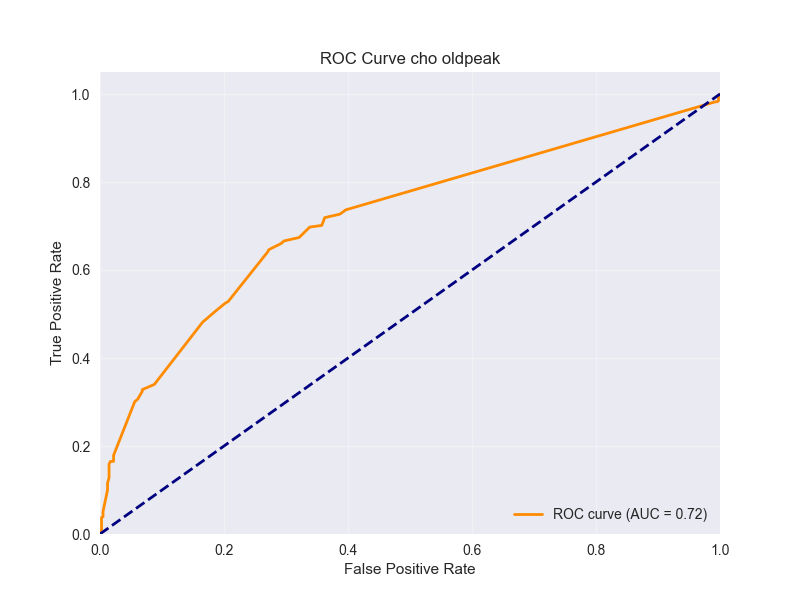 ROC Curve cho oldpeak
1.0
0.8
0.6
0.4
0.2
0.0
True Positive Rate
ROC curve (AUC = 0.72)
0.0 0.2 0.4 0.6 0.8 1.0
False Positive Rate